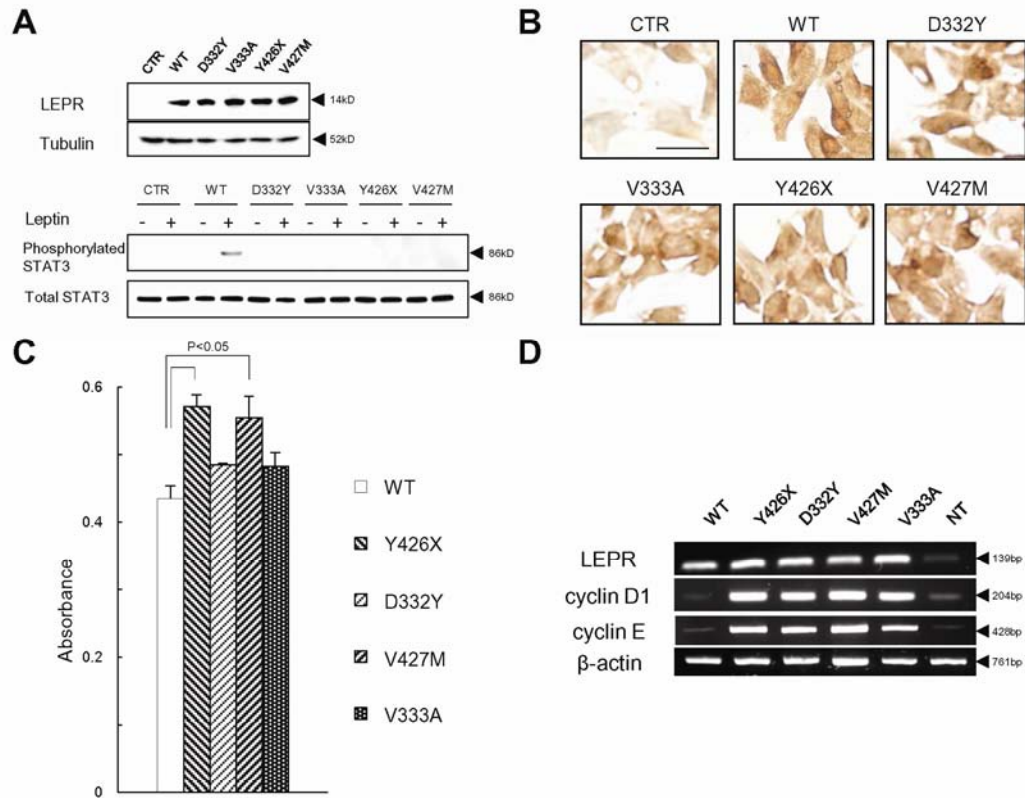 A
CTR WT D332Y V333A Y426X V427M
LEPR 14kD
Tubulin 52kD
CTR WT D332Y V333A Y426X V427M
Leptin - + - + - + - + - + - +
Phosphorylated
STAT3 86kD
Total STAT3 86kD
B
CTR WT D332Y
V333A Y426X V427M
C
P<0.05
0.6
0.4
0.2
0
Absorbance
WT
Y426X
D332Y
V427M
V333A
D
WT Y426X D332Y V427M V333A NT
LEPR 139bp
cyclin D1 204bp
cyclin E 428bp
β-actin 761bp